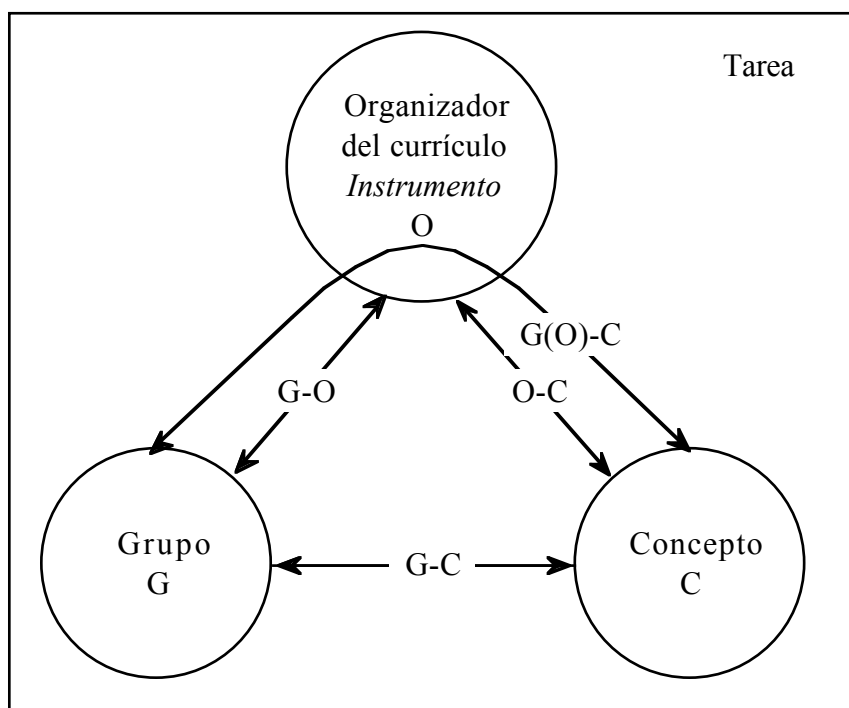 Tarea
Organizador
del currículo
Instrumento
O
G(O)-C
G-O
O-C
Grupo
G
G-C
Concepto
C